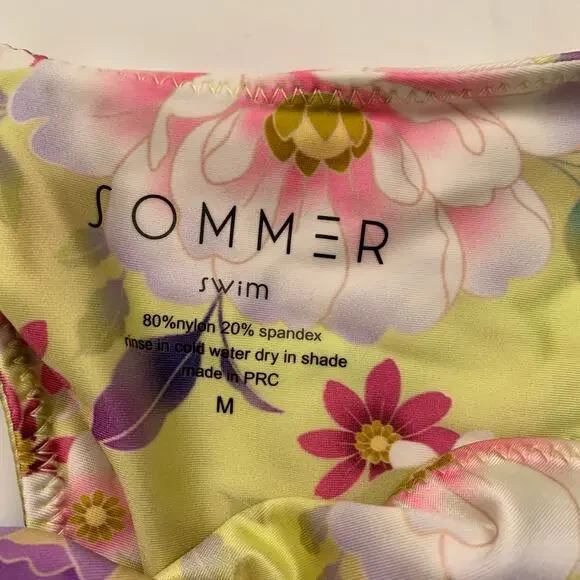 SOMMER
swim
80%nylon 20% spandex
rinse in cold water dry in shade
made in PRC
M